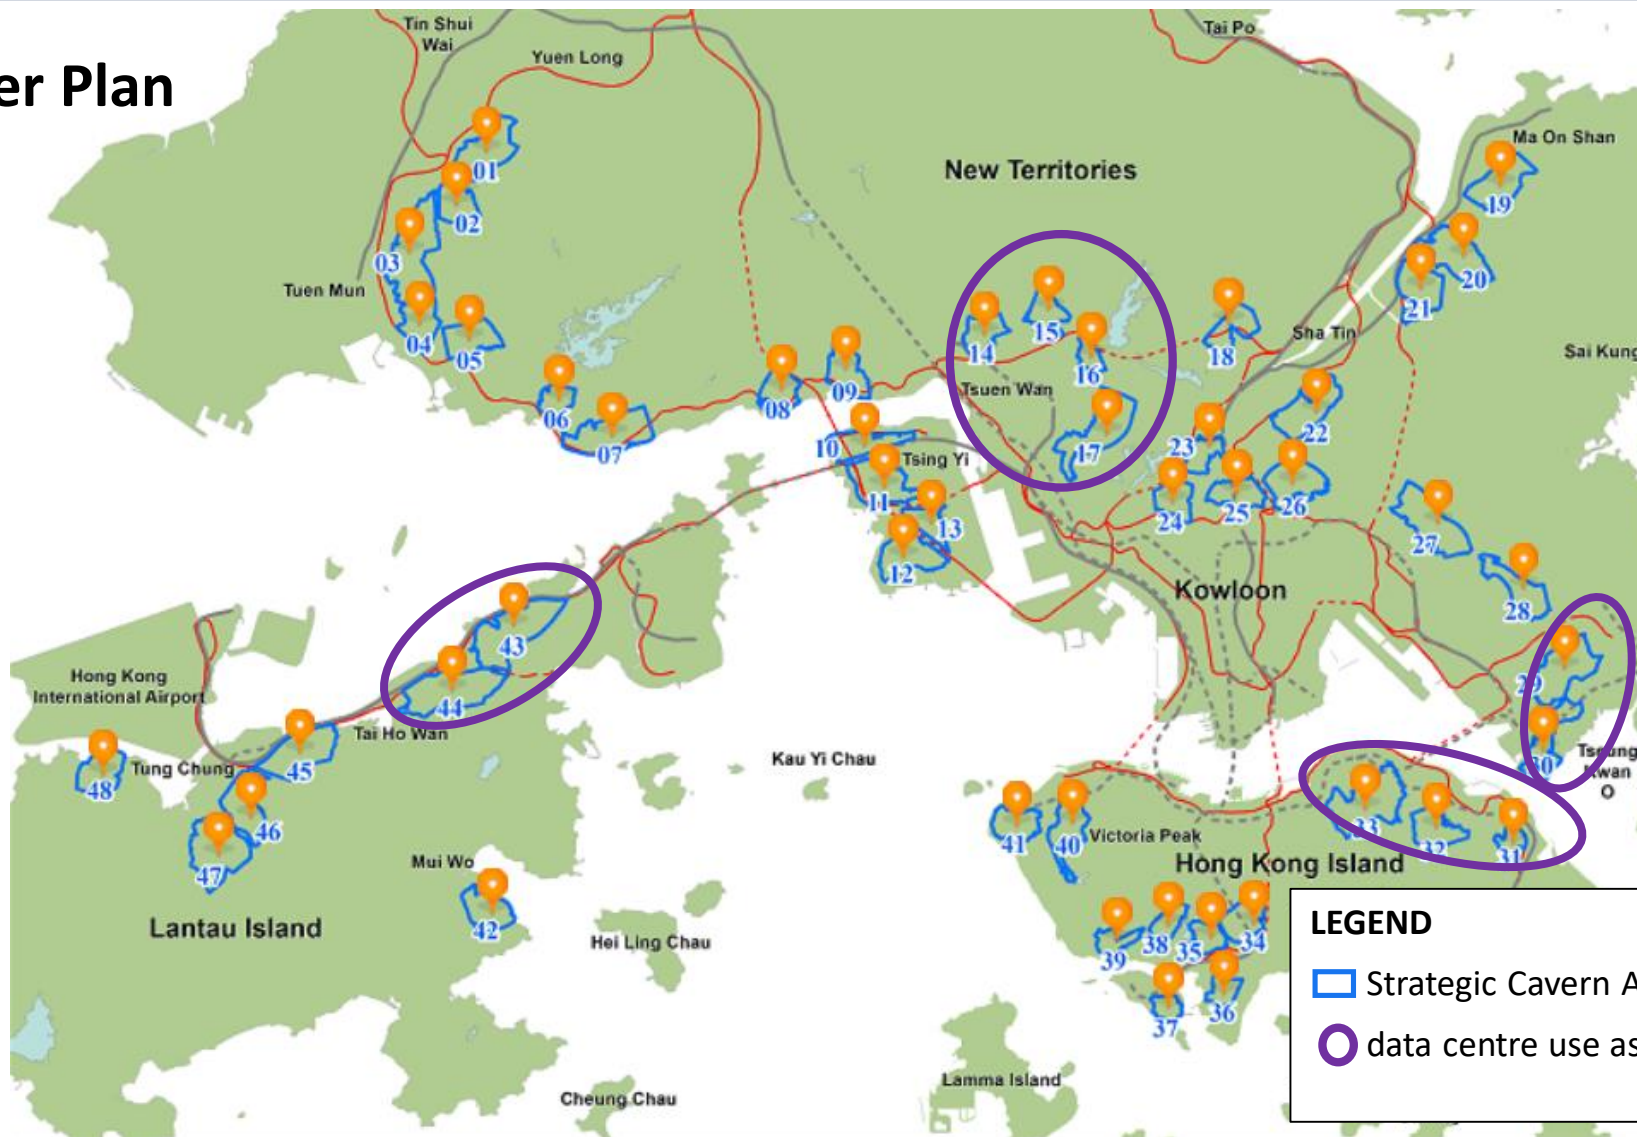 er Plan
Tin Shui
Wai
Yuen Long
Tai Po
Ma On Shan
New Territories
01
02
03
04
05
Tuen Mun
06
07
08
09
10
11
12
13
Tsing Yi
14
15
16
17
Tsuen Wan
18
19
20
21
Sha Tin
Sai Kung
22
23
24
25
26
27
28
29
30
Kowloon
Tseung
Kwan
O
43
44
Hong Kong
International Airport
Tai Ho Wan
45
Tung Chung
48
46
47
Kau Yi Chau
Mui Wo
42
Lantau Island
Hei Ling Chau
Cheung Chau
41
40
Victoria Peak
Hong Kong Island
33
32
31
39
38
35
34
37
36
Lamma Island
LEGEND
Strategic Cavern A
data centre use as